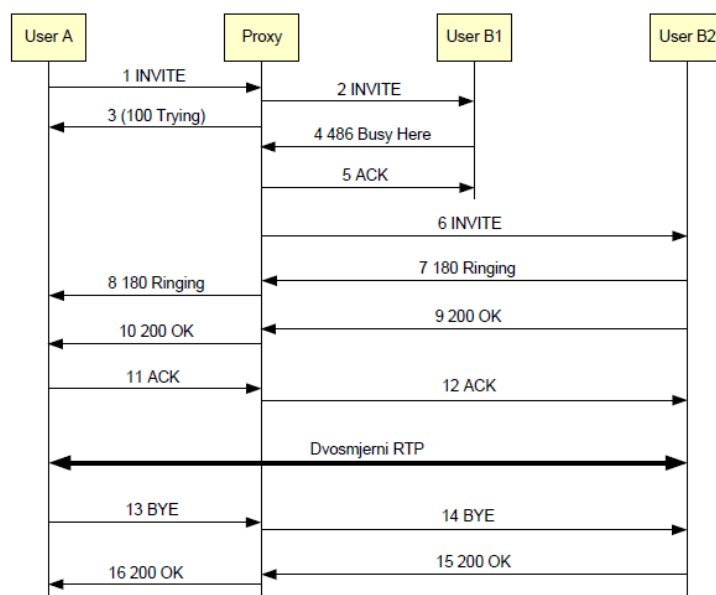 User A
Proxy
User B1
User B2
1 INVITE
2 INVITE
3 (100 Trying)
4 486 Busy Here
5 ACK
6 INVITE
7 180 Ringing
8 180 Ringing
9 200 OK
10 200 OK
11 ACK
12 ACK
Dvosmjerni RTP
13 BYE
14 BYE
15 200 OK
16 200 OK